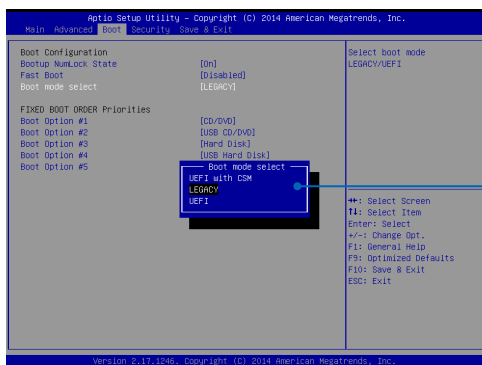 Aptio Setup Utility – Copyright (C) 2014 American Megatrends, Inc.
Main Advanced Boot Security Save & Exit
Boot Configuration
Bootup NumLock State [On]
Fast Boot [Disabled]
Boot mode select [LEGACY]
FIXED BOOT ORDER Priorities
Boot Option #1 [CD/DVD]
Boot Option #2 [USB CD/DVD]
Boot Option #3 [Hard Disk]
Boot Option #4 [USB Hard Disk]
Boot Option #5
Boot mode select
UEFI with CSM
LEGACY
UEFI
Select boot mode
LEGACY/UEFI
↔: Select Screen
↑↓: Select Item
Enter: Select
+/-: Change Opt.
F1: General Help
F9: Optimized Defaults
F10: Save & Exit
ESC: Exit
Version 2.17.1246. Copyright (C) 2014 American Megatrends, Inc.